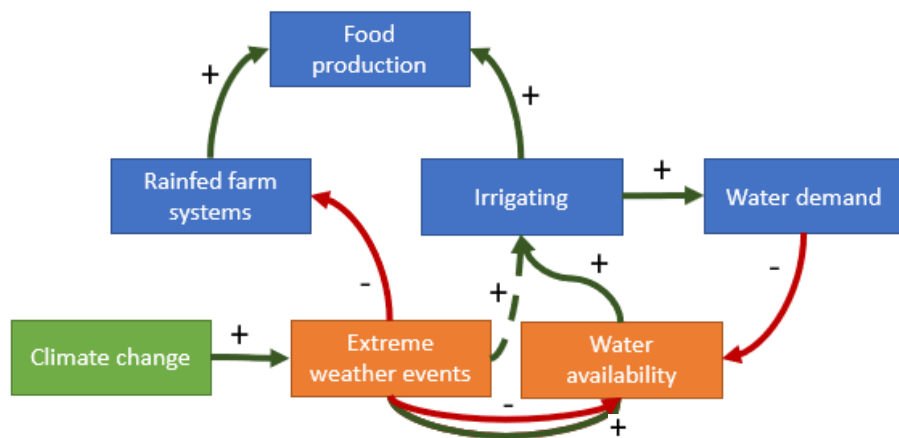 Food
production
+
+
Rainfed farm
systems
Irrigating
+
Water demand
-
+
+
-
Climate change
+
Extreme
weather events
Water
availability
-
+